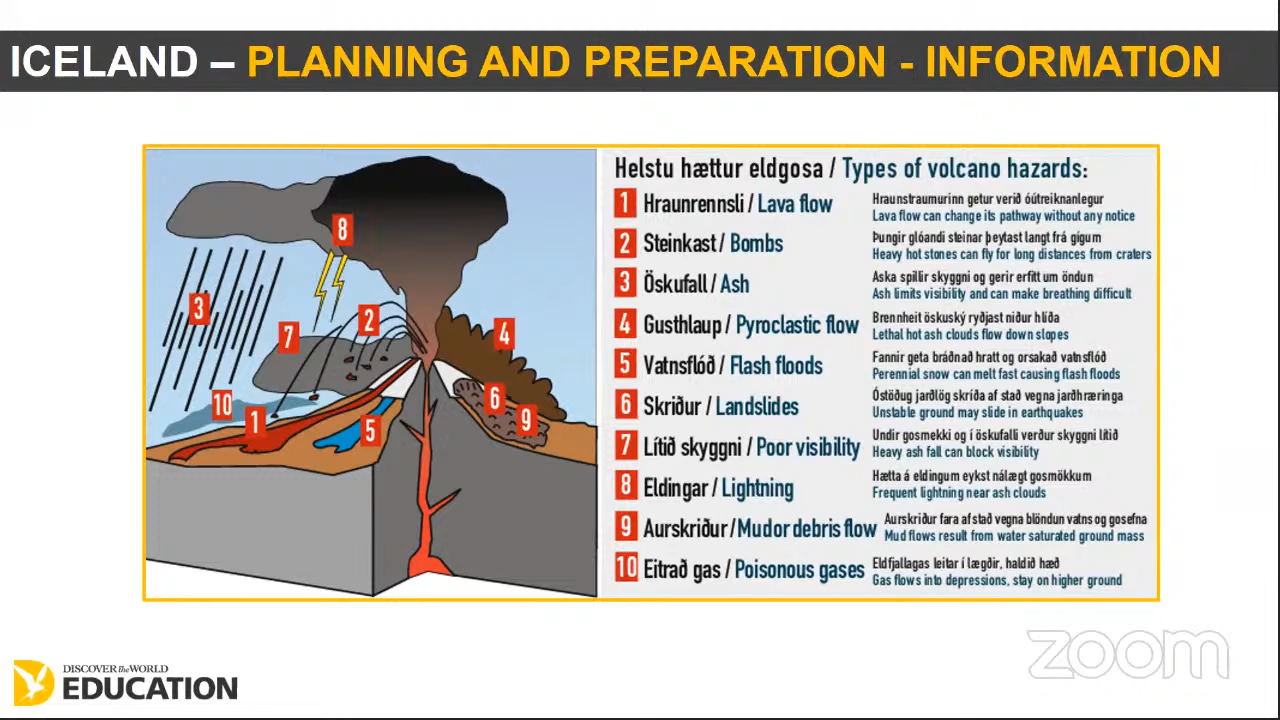 ICELAND – PLANNING AND PREPARATION - INFORMATION
8
3
2
7
4
10
6
1
5
9
Helstu hættur eldgosa / Types of volcano hazards:
1 Hraunrennsli / Lava flow
Hraunstraumurinn getur verið óútreiknanlegur
Lava flow can change its pathway without any notice
2 Steinkast / Bombs
Þungir glóandi steinar þeytast langt frá gígum
Heavy hot stones can fly for long distances from craters
3 Öskufall / Ash
Aska spillir skyggni og gerir erfitt um öndun
Ash limits visibility and can make breathing difficult
4 Gusthlaup / Pyroclastic flow
Brennheit öskuský ryðjast niður hlíða
Lethal hot ash clouds flow down slopes
5 Vatnsflóð / Flash floods
Fannir geta bráðnað hratt og orsakað vatnsflóð
Perennial snow can melt fast causing flash floods
6 Skriður / Landslides
Óstöðug jarðlög skríða af stað vegna jarðhræringa
Unstable ground may slide in earthquakes
7 Lítið skyggni / Poor visibility
Undir gosmekki og í öskufalli verður skyggni lítið
Heavy ash fall can block visibility
8 Eldingar / Lightning
Hætta á eldingum eykst nálægt gosmökkum
Frequent lightning near ash clouds
9 Aurskriður / Mudor debris flow
Aurskriður fara af stað vegna blöndun vatns og gosefna
Mud flows result from water saturated ground mass
10 Eitrað gas / Poisonous gases
Eldfjallagas leitar í lægðir, haldið hæð
Gas flows into depressions, stay on higher ground
zoom
DISCOVER the WORLD
EDUCATION